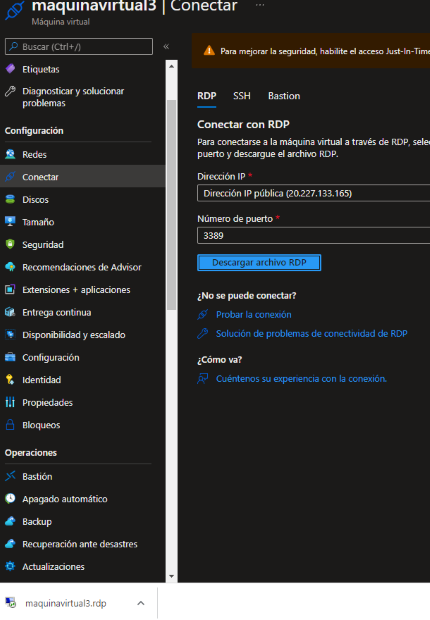 maquinavirtual3 | Conectar ...
Máquina virtual
Buscar (Ctrl+/)
«
Etiquetas
Diagnosticar y solucionar
problemas
Configuración
Redes
Conectar
Discos
Tamaño
Seguridad
Recomendaciones de Advisor
Extensiones + aplicaciones
Entrega continua
Disponibilidad y escalado
Configuración
Identidad
Propiedades
Bloqueos
Operaciones
Bastión
Apagado automático
Backup
Recuperación ante desastres
Actualizaciones
Para mejorar la seguridad, habilite el acceso Just-In-Time
RDP SSH Bastion
Conectar con RDP
Para conectarse a la máquina virtual a través de RDP, sele
puerto y descargue el archivo RDP.
Dirección IP *
Dirección IP pública (20.227.133.165)
Número de puerto *
3389
Descargar archivo RDP
¿No se puede conectar?
Probar la conexión
Solución de problemas de conectividad de RDP
¿Cómo va?
Cuéntenos su experiencia con la conexión.
maquinavirtual3.rdp